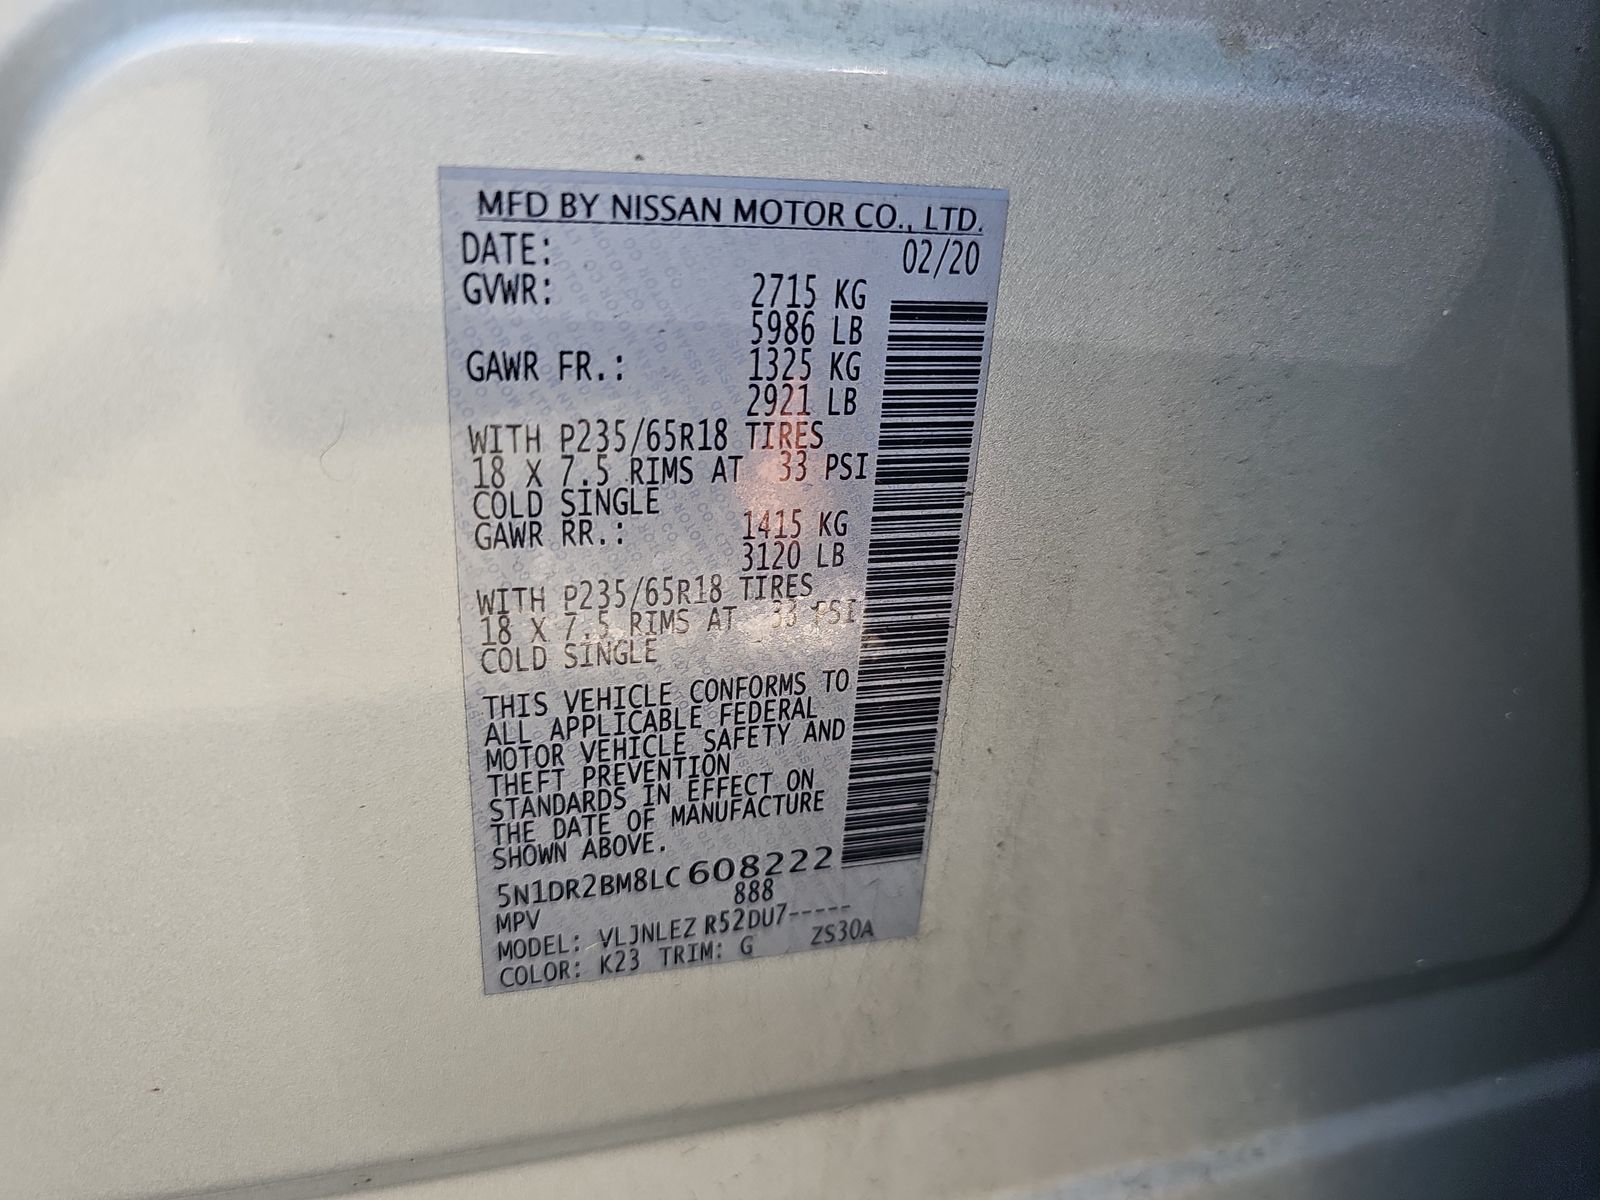 MFD BY NISSAN MOTOR CO., LTD.
DATE: 02/20
GVWR: 2715 KG
5986 LB
GAWR FR.: 1325 KG
2921 LB
WITH P235/65R18 TIRES
18 X 7.5 RIMS AT 33 PSI
COLD SINGLE
GAWR RR.: 1415 KG
3120 LB
WITH P235/65R18 TIRES
18 X 7.5 RIMS AT 33 PSI
COLD SINGLE
THIS VEHICLE CONFORMS TO
ALL APPLICABLE FEDERAL
MOTOR VEHICLE SAFETY AND
THEFT PREVENTION
STANDARDS IN EFFECT ON
THE DATE OF MANUFACTURE
SHOWN ABOVE.
5N1DR2BM8LC608222
MPV 888
MODEL: VLJNLEZ R52DU7-----
COLOR: K23 TRIM: G ZS30A